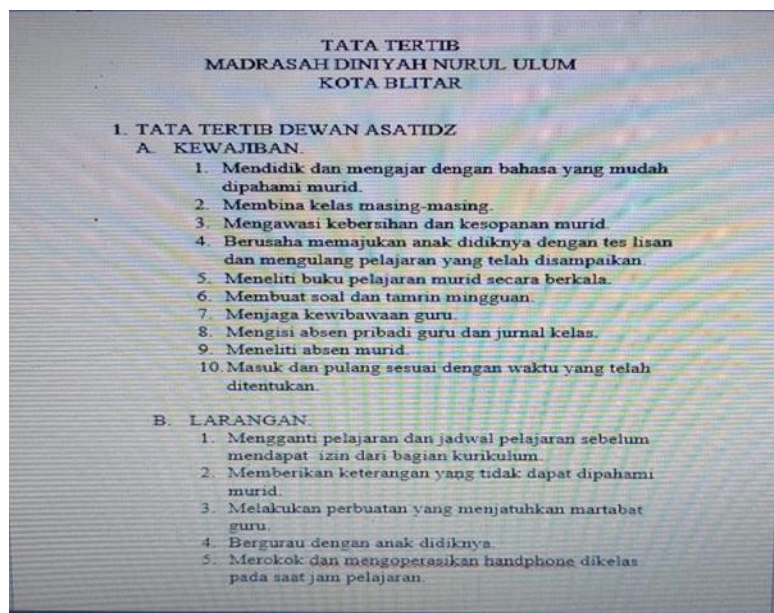 TATA TERTIB
MADRASAH DINIYAH NURUL ULUM
KOTA BLITAR
1. TATA TERTIB DEWAN ASATIDZ
A. KEWAJIBAN.
1. Mendidik dan mengajar dengan bahasa yang mudah
dipahami murid.
2. Membina kelas masing-masing.
3. Mengawasi kebersihan dan kesopanan murid.
4. Berusaha memajukan anak didiknya dengan tes lisan
dan mengulang pelajaran yang telah disampaikan.
5. Meneliti buku pelajaran murid secara berkala.
6. Membuat soal dan tamrin mingguan.
7. Menjaga kewibawaan guru.
8. Mengisi absen pribadi guru dan jurnal kelas.
9. Meneliti absen murid.
10. Masuk dan pulang sesuai dengan waktu yang telah
ditentukan.
B. LARANGAN.
1. Mengganti pelajaran dan jadwal pelajaran sebelum
mendapat izin dari bagian kurikulum.
2. Memberikan keterangan yang tidak dapat dipahami
murid.
3. Melakukan perbuatan yang menjatuhkan martabat
guru.
4. Bergurau dengan anak didiknya.
5. Merokok dan mengoperasikan handphone dikelas
pada saat jam pelajaran.